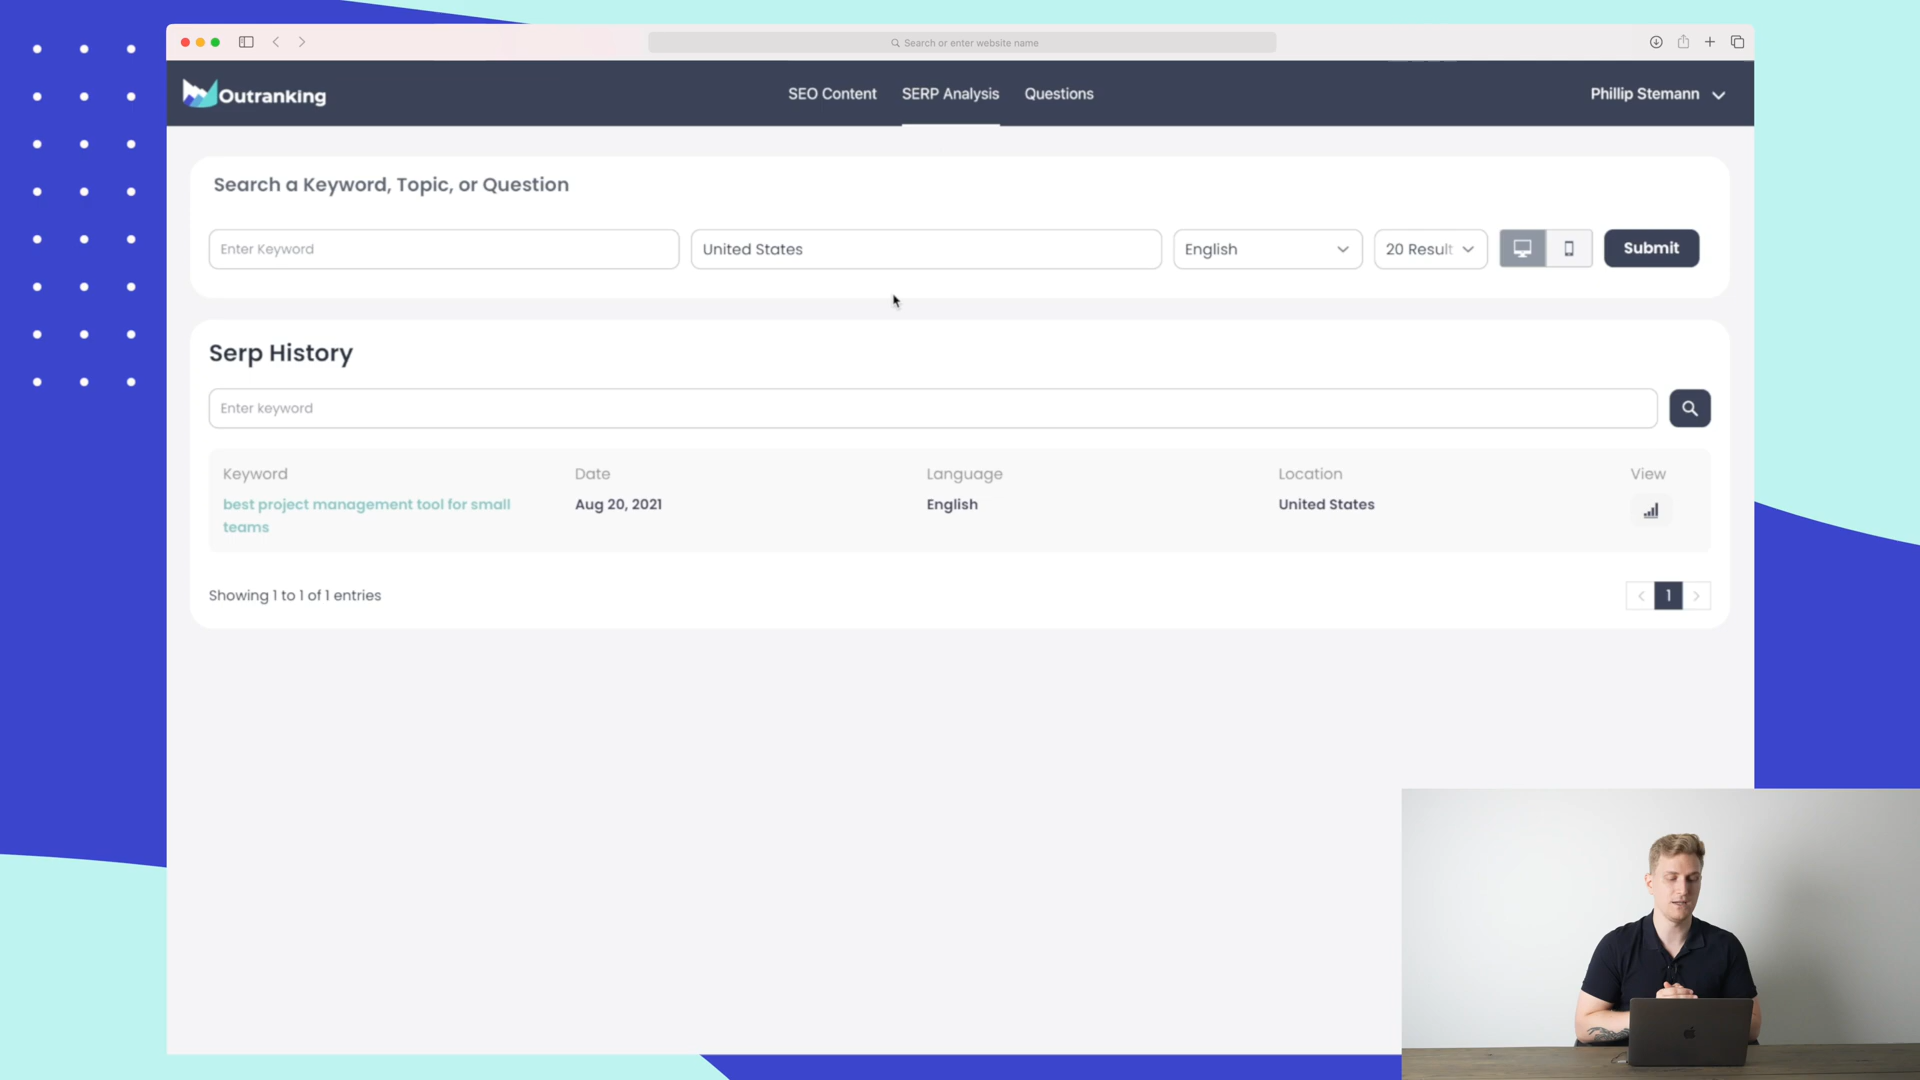 Search or enter website name
Outranking
SEO Content
SERP Analysis
Questions
Phillip Stemann
Search a Keyword, Topic, or Question
Enter Keyword
United States
English
20 Result
Submit
Serp History
Enter keyword
Keyword
Date
Language
Location
View
best project management tool for small
teams
Aug 20, 2021
English
United States
Showing 1 to 1 of 1 entries
1